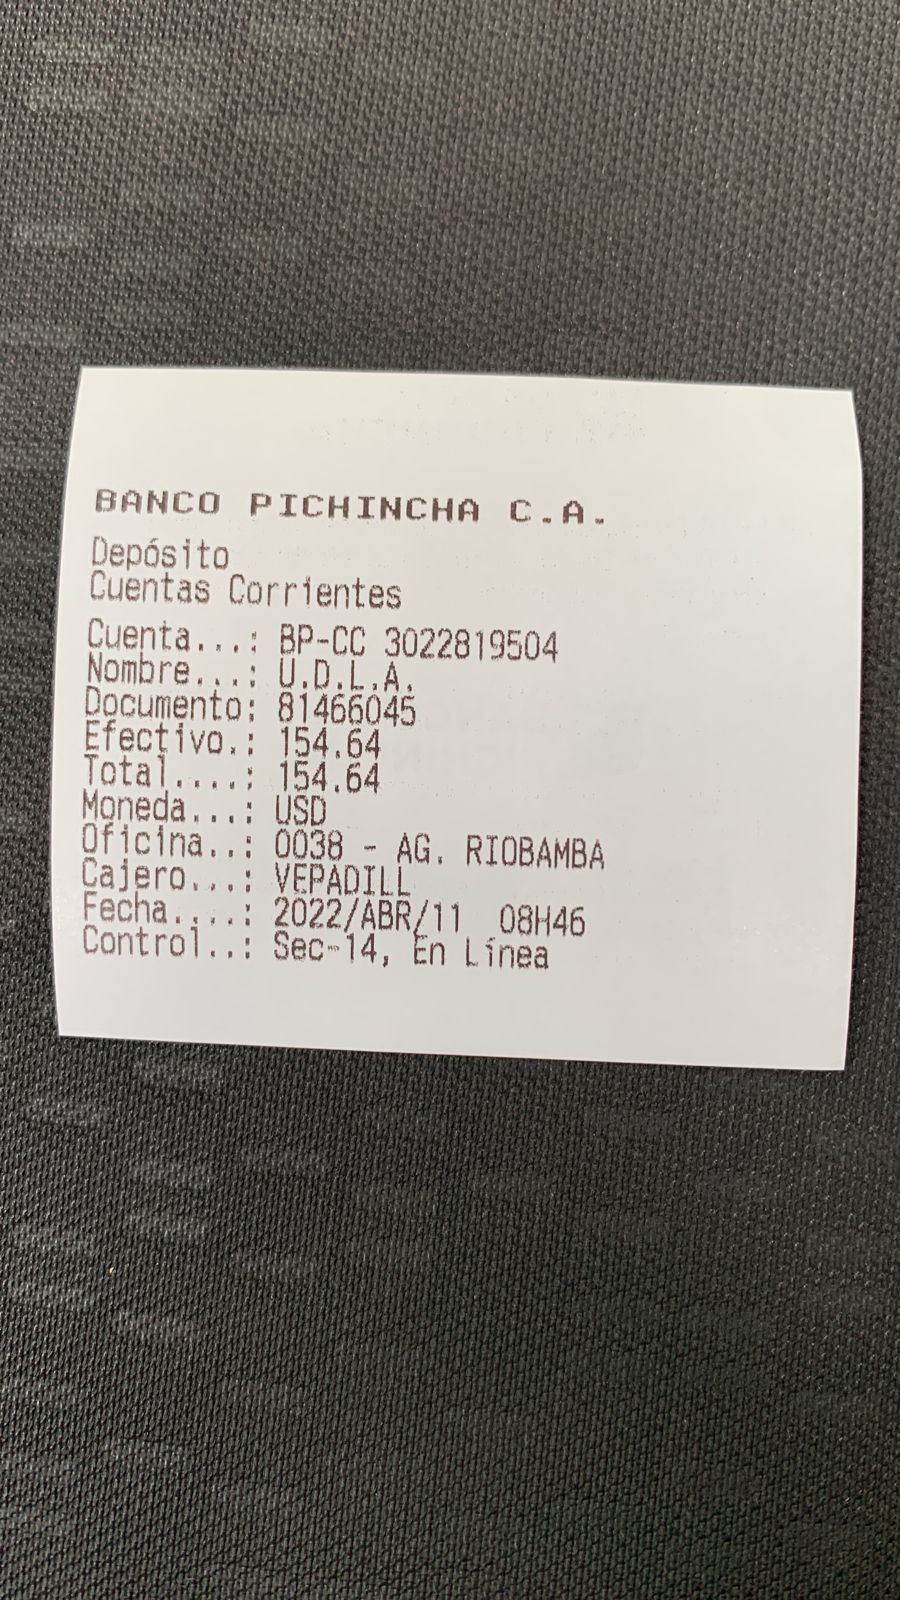 BANCO PICHINCHA C.A.
Depósito
Cuentas Corrientes
Cuenta...: BP-CC 3022819504
Nombre...: U.D.L.A.
Documento: 81466045
Efectivo.: 154.64
Total....: 154.64
Moneda...: USD
Oficina..: 0038 - AG. RIOBAMBA
Cajero...: VEPADILL
Fecha....: 2022/ABR/11 08H46
Control..: Sec-14, En Línea